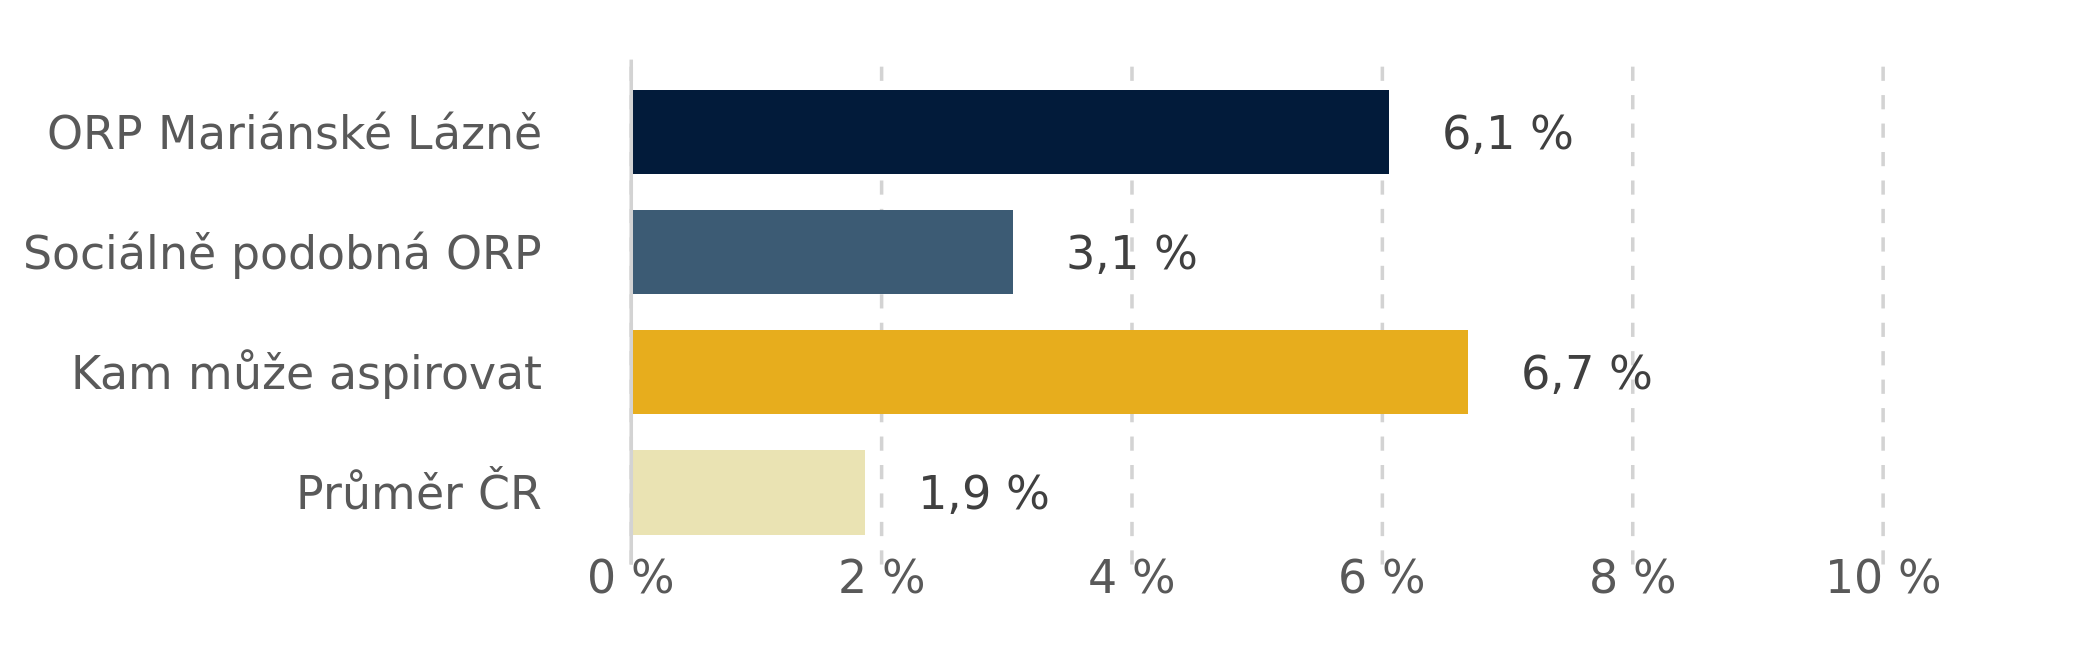 ORP Mariánské Lázně
6,1 %
Sociálně podobná ORP
3,1 %
Kam může aspirovat
6,7 %
Průměr ČR
1,9 %
0 % 2 % 4 % 6 % 8 % 10 %